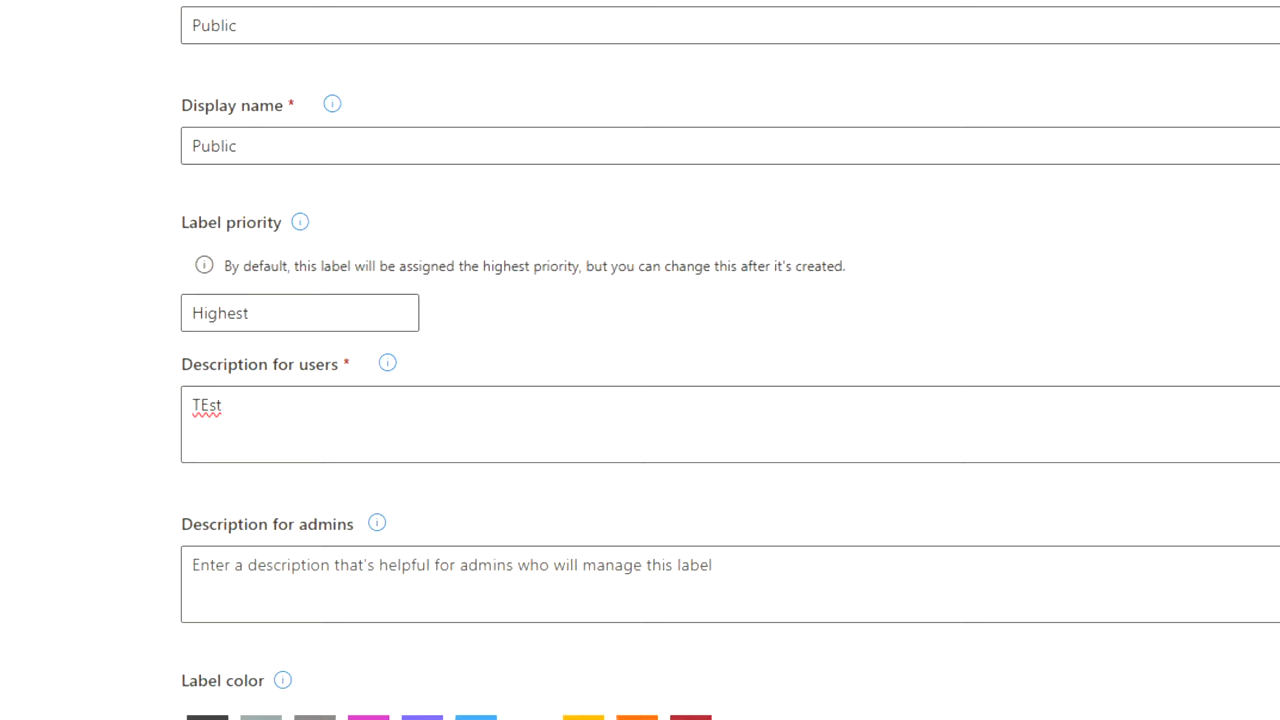 Public
Display name *
Public
Label priority
By default, this label will be assigned the highest priority, but you can change this after it's created.
Highest
Description for users *
TEst
Description for admins
Enter a description that's helpful for admins who will manage this label
Label color